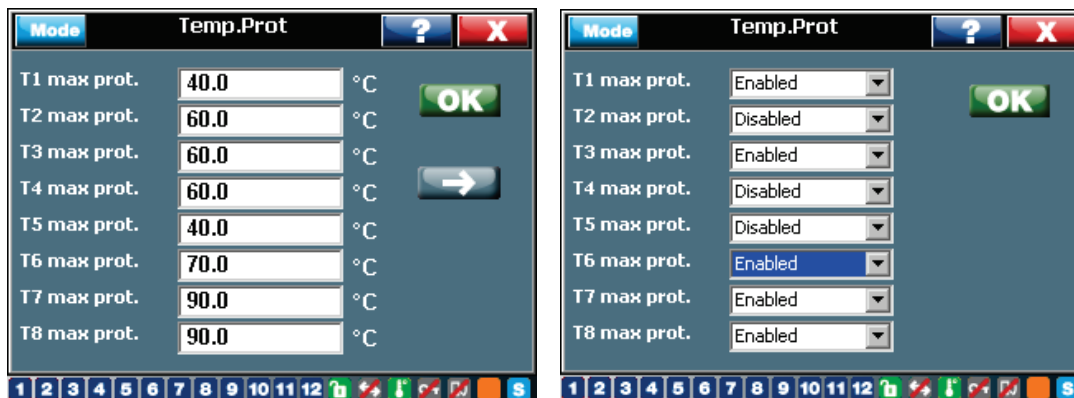 Mode Temp.Prot ? X
T1 max prot. 40.0 °C OK
T2 max prot. 60.0 °C
T3 max prot. 60.0 °C
T4 max prot. 60.0 °C
T5 max prot. 40.0 °C
T6 max prot. 70.0 °C
T7 max prot. 90.0 °C
T8 max prot. 90.0 °C
1 2 3 4 5 6 7 8 9 10 11 12 S
Mode Temp.Prot ? X
T1 max prot. Enabled OK
T2 max prot. Disabled
T3 max prot. Enabled
T4 max prot. Disabled
T5 max prot. Disabled
T6 max prot. Enabled
T7 max prot. Enabled
T8 max prot. Enabled
1 2 3 4 5 6 7 8 9 10 11 12 S